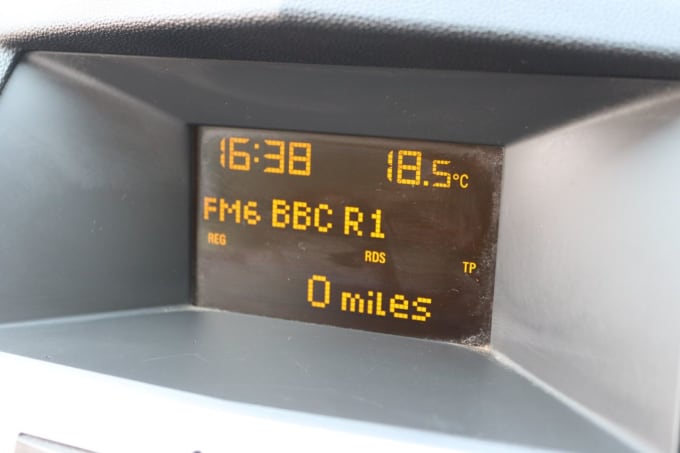 16:38 18.5°C
FM6 BBC R1
REG RDS TP
0 miles